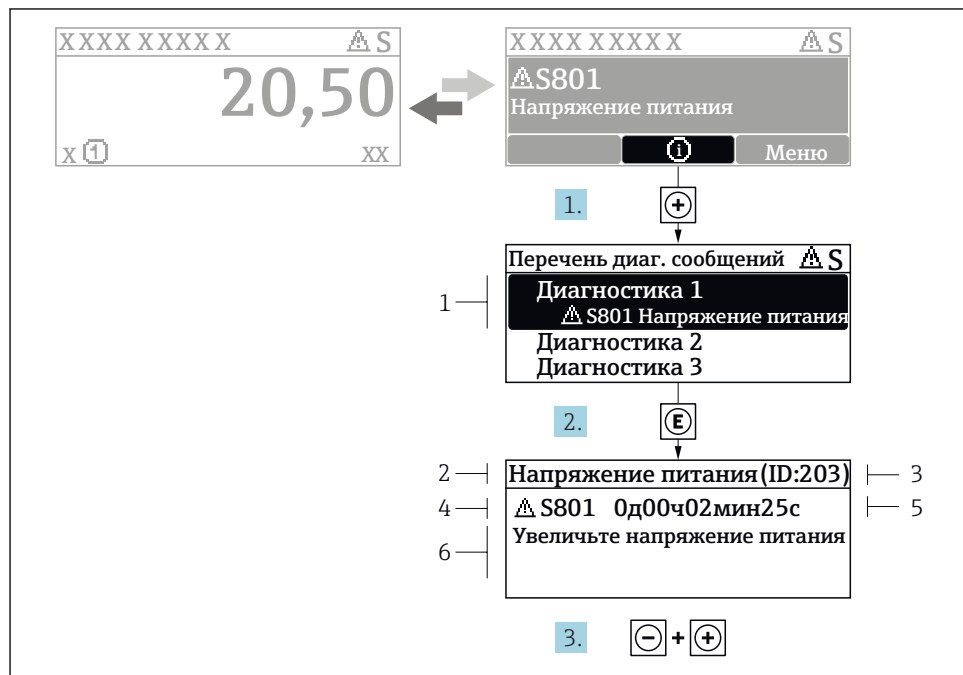 XXXX XXXXX ⚠ S
20,50
x 1 XX
XXXX XXXXX ⚠ S
⚠ S801
Напряжение питания
i Меню
1. +
Перечень диаг. сообщений ⚠ S
1 Диагностика 1
⚠ S801 Напряжение питания
Диагностика 2
Диагностика 3
2. E
2 Напряжение питания (ID:203) 3
4 ⚠ S801 0д00ч02мин25с 5
6 Увеличьте напряжение питания
3. - + +